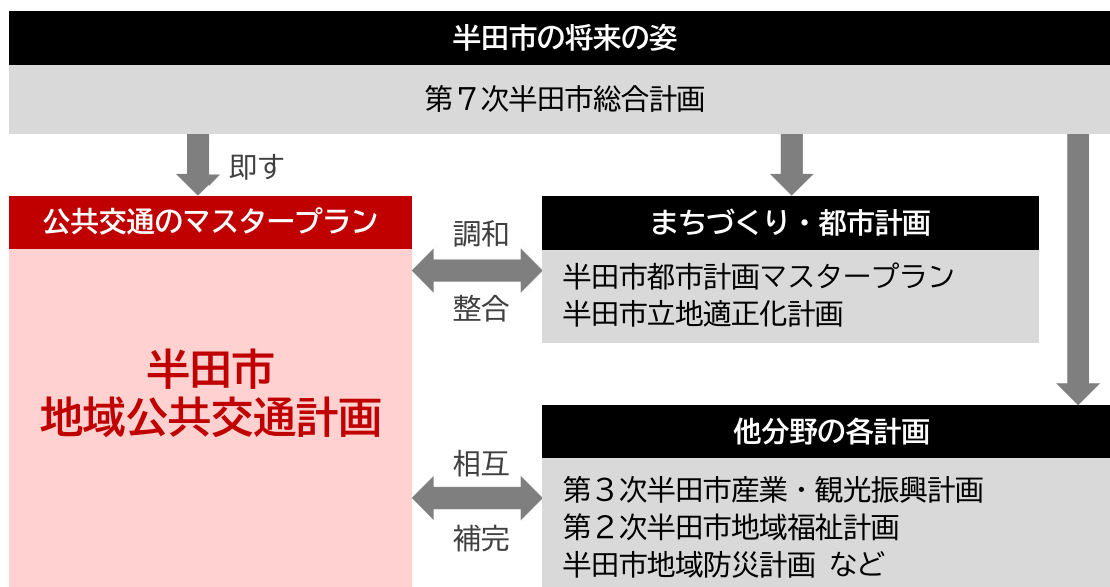 半田市の将来の姿
第７次半田市総合計画
即す
公共交通のマスタープラン
半田市
地域公共交通計画
調和
整合
まちづくり・都市計画
半田市都市計画マスタープラン
半田市立地適正化計画
相互
補完
他分野の各計画
第３次半田市産業・観光振興計画
第２次半田市地域福祉計画
半田市地域防災計画 など